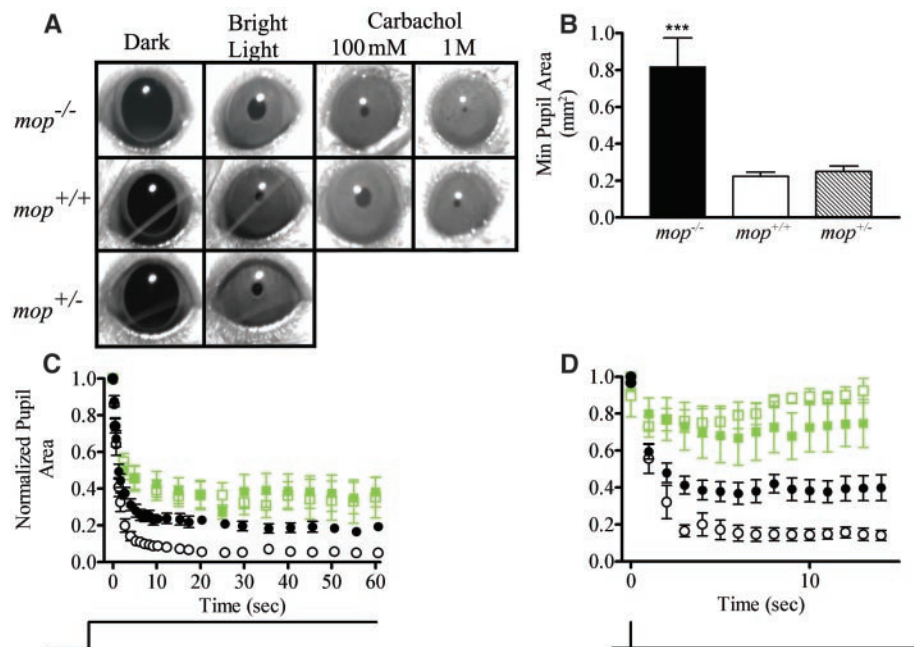 A
Dark
Bright
Light
Carbachol
100 mM
1 M
mop-/-
mop+/+
mop+/-
B
***
Min Pupil Area
(mm2)
1.0
0.8
0.6
0.4
0.2
0.0
mop-/-
mop+/+
mop+/-
C
Normalized Pupil
Area
1.0
0.8
0.6
0.4
0.2
0.0
0
10
20
30
40
50
60
Time (sec)
D
1.0
0.8
0.6
0.4
0.2
0.0
0
10
Time (sec)